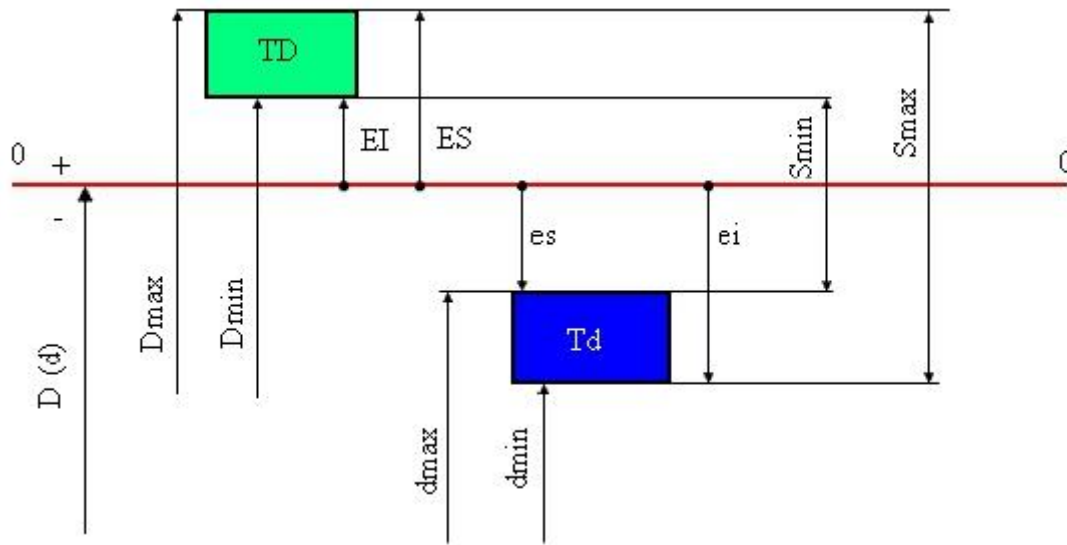 TD
EI
ES
Smin
Smax
0
+
0
-
es
ei
Dmax
Dmin
D (d)
Td
dmax
dmin